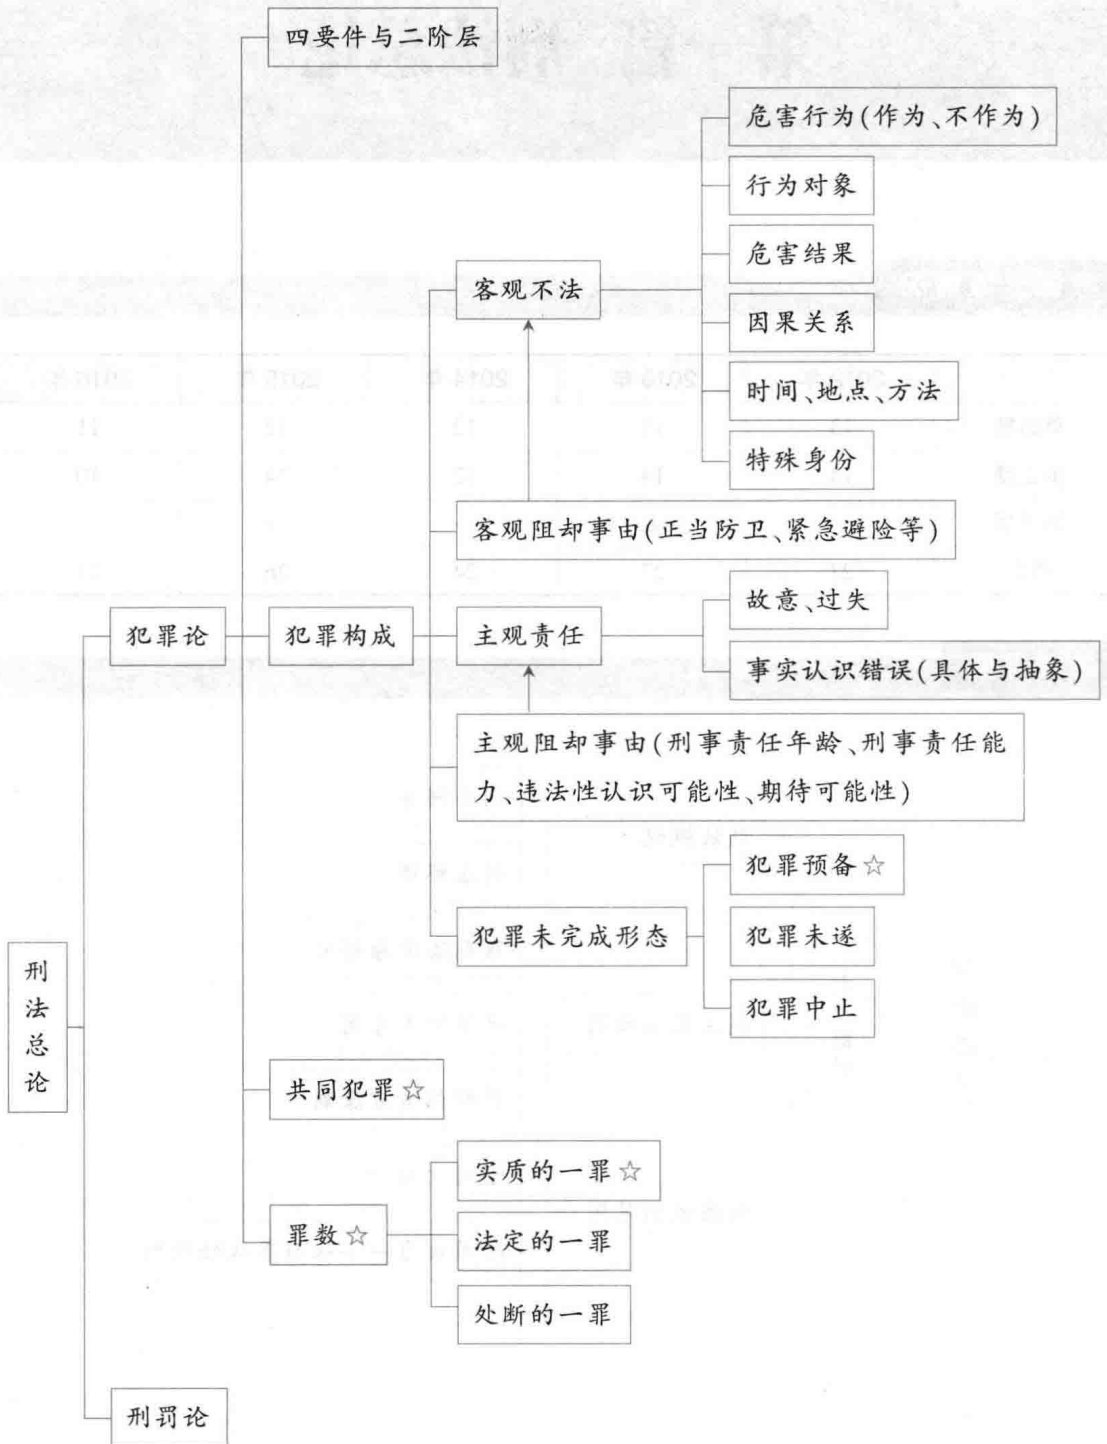 四要件与二阶层
危害行为(作为、不作为)
行为对象
危害结果
客观不法
因果关系
时间、地点、方法
特殊身份
客观阻却事由(正当防卫、紧急避险等)
犯罪论
犯罪构成
主观责任
故意、过失
事实认识错误(具体与抽象)
主观阻却事由(刑事责任年龄、刑事责任能
力、违法性认识可能性、期待可能性)
犯罪预备☆
犯罪未完成形态
犯罪未遂
犯罪中止
刑法总论
共同犯罪☆
实质的一罪☆
罪数☆
法定的一罪
处断的一罪
刑罚论